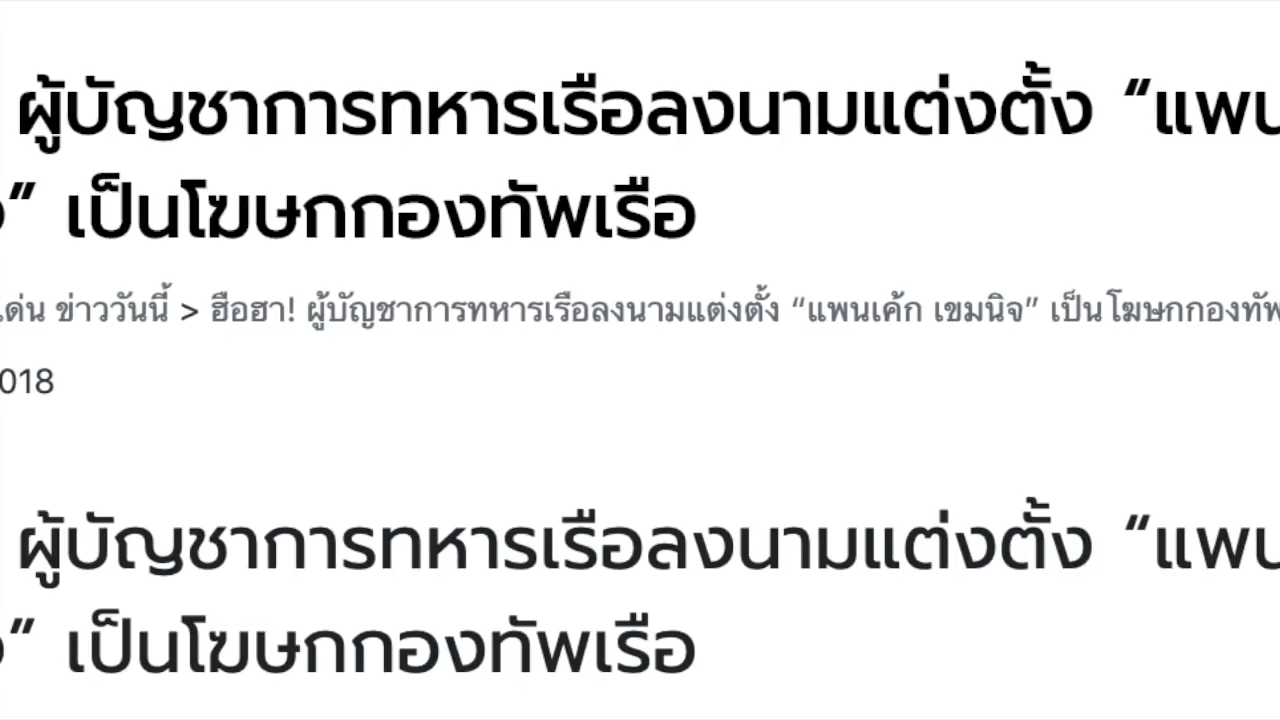 ผู้บัญชาการทหารเรือลงนามแต่งตั้ง “แพน
” เป็นโฆษกกองทัพเรือ
เด่น ข่าววันนี้ > ฮือฮา! ผู้บัญชาการทหารเรือลงนามแต่งตั้ง “แพนเค้ก เขมนิจ” เป็นโฆษกกองทัพ
018
ผู้บัญชาการทหารเรือลงนามแต่งตั้ง “แพน
” เป็นโฆษกกองทัพเรือ